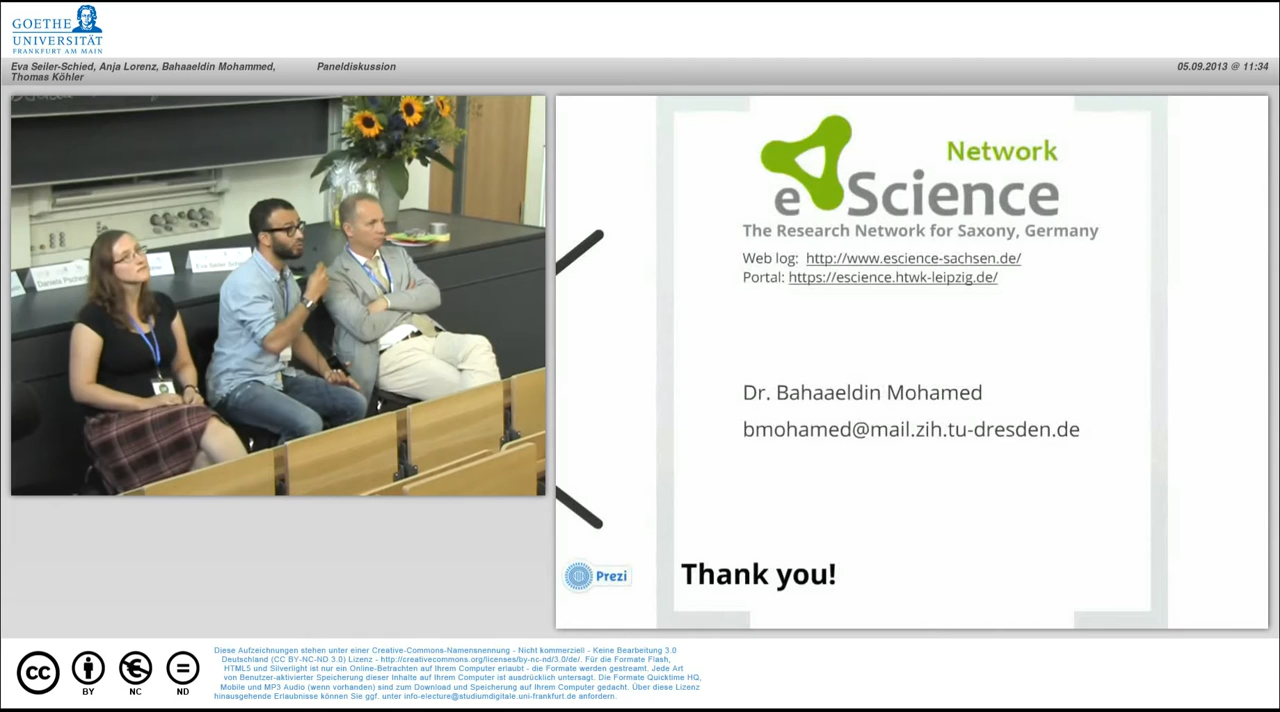 GOETHE
UNIVERSITÄT
FRANKFURT AM MAIN
Eva Seiler-Schied, Anja Lorenz, Bahaaeldin Mohammed,
Thomas Köhler
Paneldiskussion
05.09.2013 @ 11:34
Daniela Pscheida
Eva Seiler Schied
Network
eScience
The Research Network for Saxony, Germany
Web log: http://www.escience-sachsen.de/
Portal: https://escience.htwk-leipzig.de/
Dr. Bahaaeldin Mohamed
bmohamed@mail.zih.tu-dresden.de
Prezi
Thank you!
cc
BY
NC
ND
Diese Aufzeichnungen stehen unter einer Creative-Commons-Namensnennung - Nicht kommerziell - Keine Bearbeitung 3.0
Deutschland (CC BY-NC-ND 3.0) Lizenz - http://creativecommons.org/licenses/by-nc-nd/3.0/de/. Für die Formate Flash,
HTML5 und Silverlight ist nur ein Online-Betrachten auf Ihrem Computer erlaubt - die Formate werden gestreamt. Jede Art
von Benutzer-aktivierter Speicherung dieser Inhalte auf Ihrem Computer ist ausdrücklich untersagt. Die Formate Quicktime HQ,
Mobile und MP3 Audio (wenn vorhanden) sind zum Download und Speicherung auf Ihrem Computer gedacht. Über diese Lizenz
hinausgehende Erlaubnisse können Sie ggf. unter info-electure@studiumdigitale.uni-frankfurt.de anfordern.